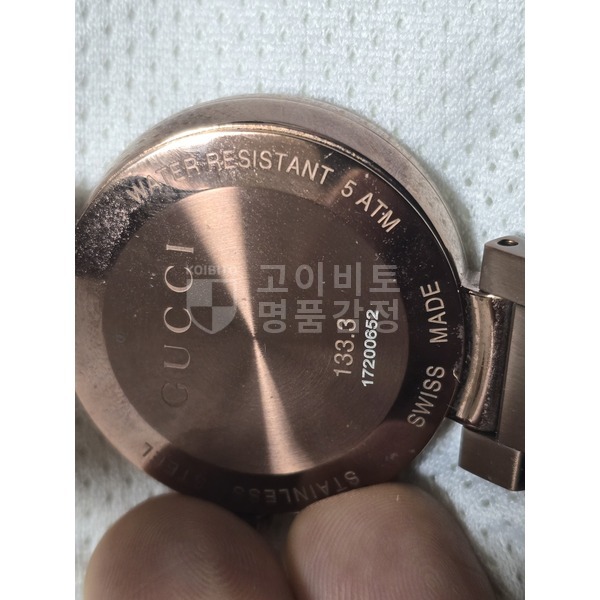 WATER RESISTANT 5 ATM
SWISS MADE
STAINLESS STEEL
GUCCI
133.3
17200652
KOIBITO
고이비토
명품감정